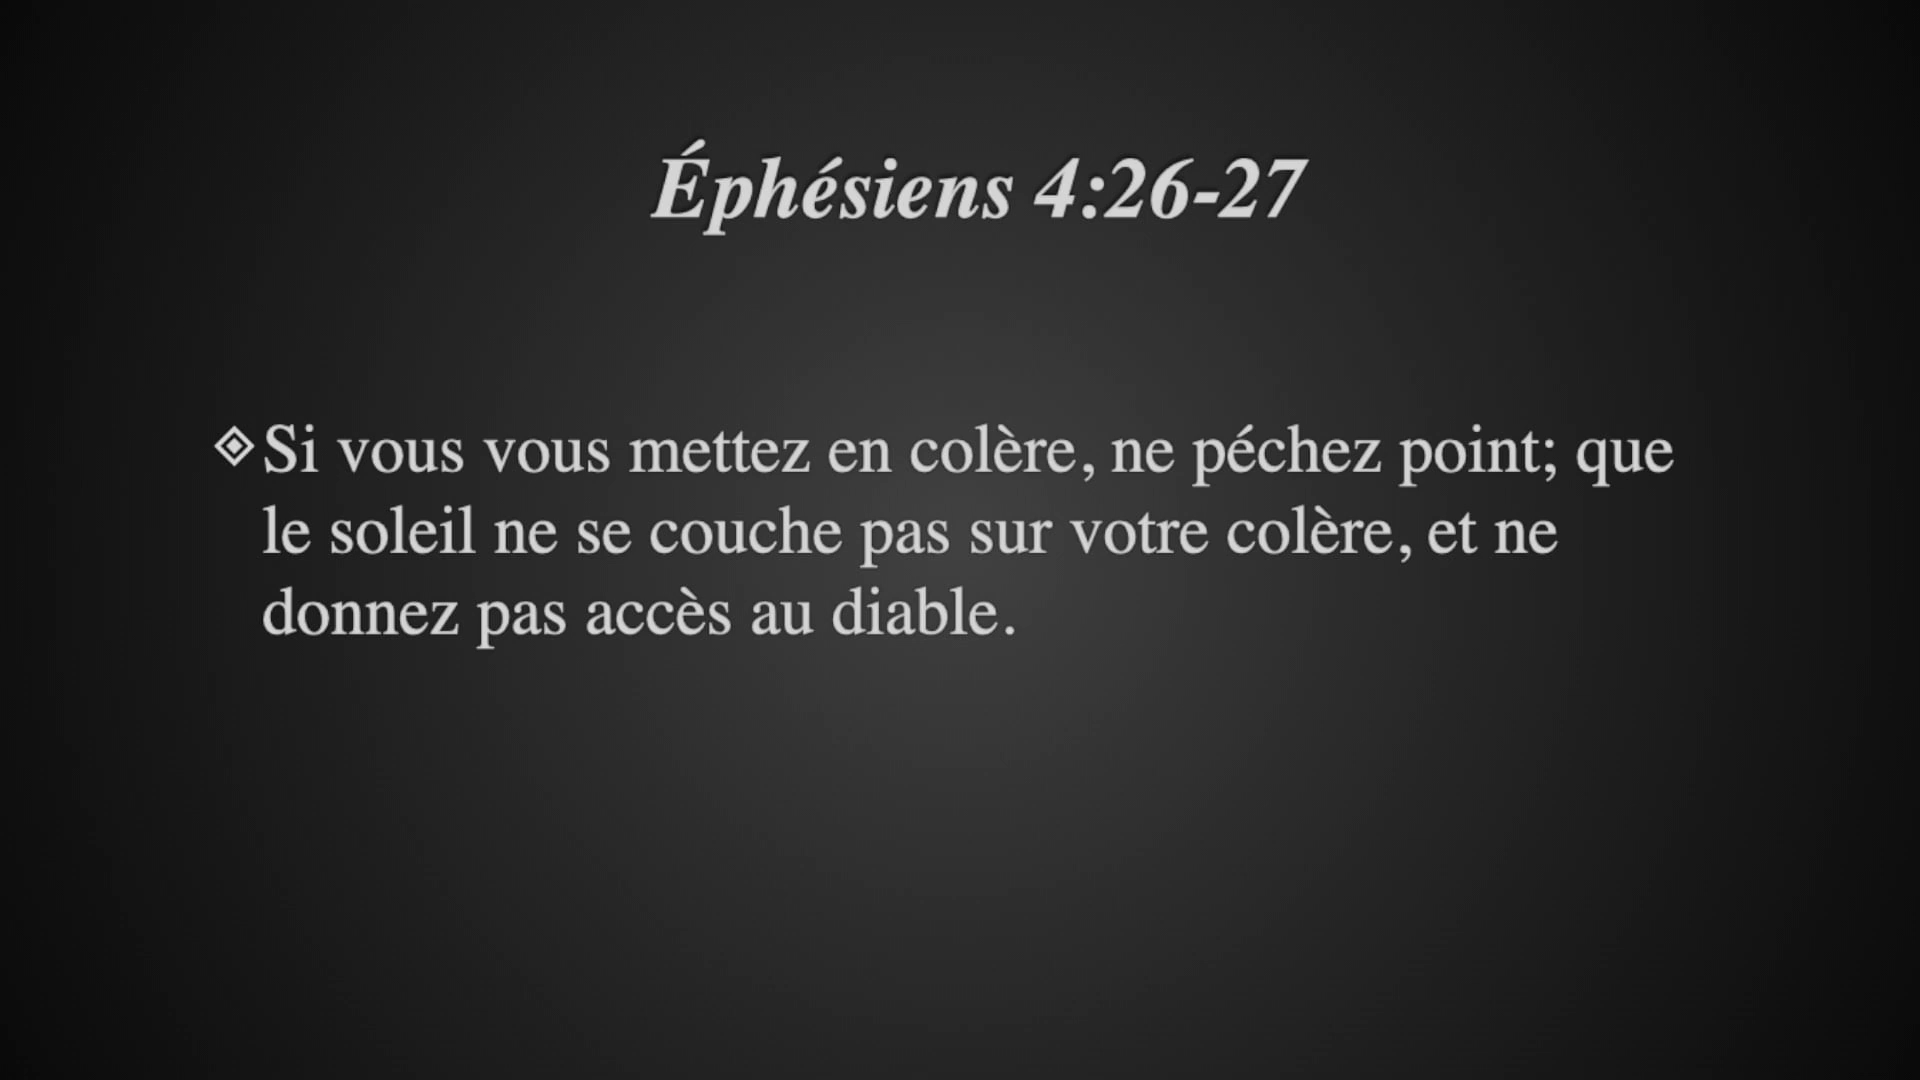 Éphésiens 4:26-27
Si vous vous mettez en colère, ne péchez point; que
le soleil ne se couche pas sur votre colère, et ne
donnez pas accès au diable.